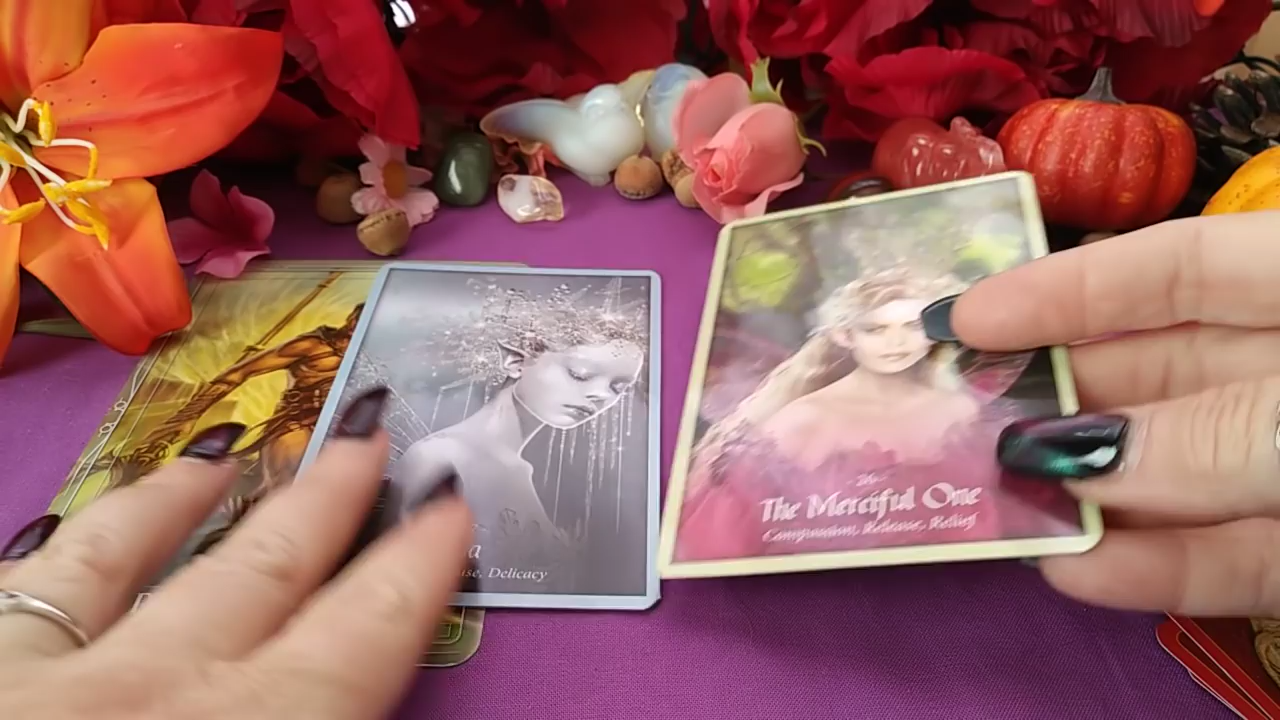 a
se, Delicacy
26
The Merciful One
Compassion, Release, Relief